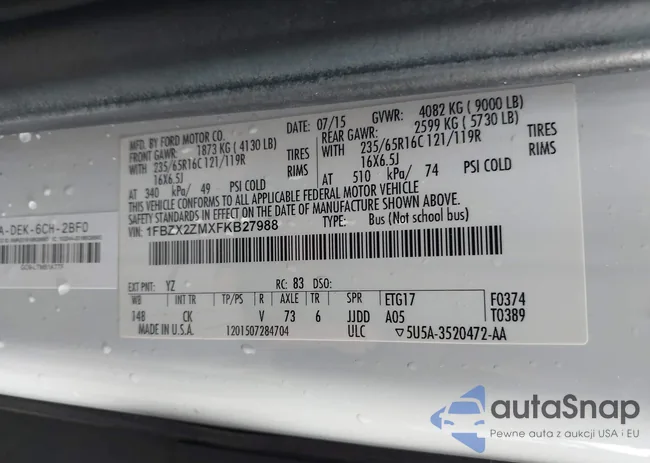 MFD. BY FORD MOTOR CO.
DATE: 07/15 GVWR: 4082 KG ( 9000 LB)
FRONT GAWR: 1873 KG ( 4130 LB)
REAR GAWR: 2599 KG ( 5730 LB)
WITH 235/65R16C 121/119R TIRES
WITH 235/65R16C 121/119R TIRES
16X6.5J RIMS
16X6.5J RIMS
AT 340 kPa/ 49 PSI COLD
AT 510 kPa/ 74 PSI COLD
THIS VEHICLE CONFORMS TO ALL APPLICABLE FEDERAL MOTOR VEHICLE
SAFETY STANDARDS IN EFFECT ON THE DATE OF MANUFACTURE SHOWN ABOVE.
VIN: 1FBZX2ZMXFKB27988 TYPE: Bus (Not school bus)
EXT PNT: YZ RC: 83 DSO:
WB INT TR TP/PS R AXLE TR SPR ETG17 F0374
14B CK V 73 6 JJDD A05 T0389
MADE IN U.S.A. 1201507284704 ULC ▽5U5A-3520472-AA
A-DEK-6CH-2BF0
autaSnap
Pewne auta z aukcji USA i EU